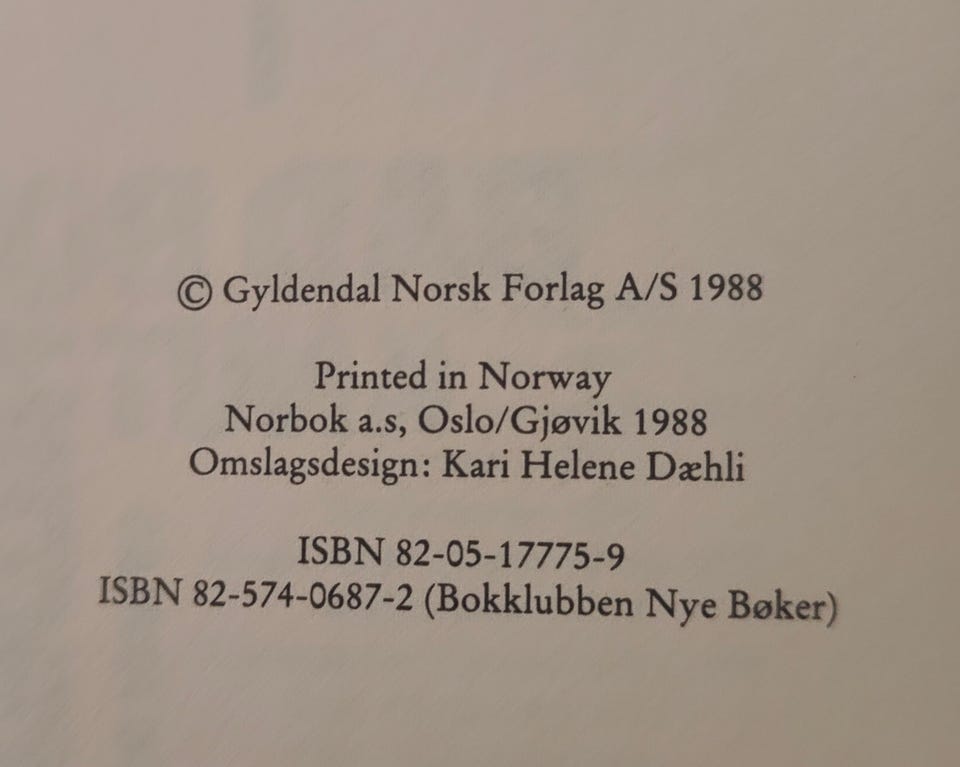 © Gyldendal Norsk Forlag A/S 1988
Printed in Norway
Norbok a.s, Oslo/Gjøvik 1988
Omslagsdesign: Kari Helene Dæhli
ISBN 82-05-17775-9
ISBN 82-574-0687-2 (Bokklubben Nye Bøker)